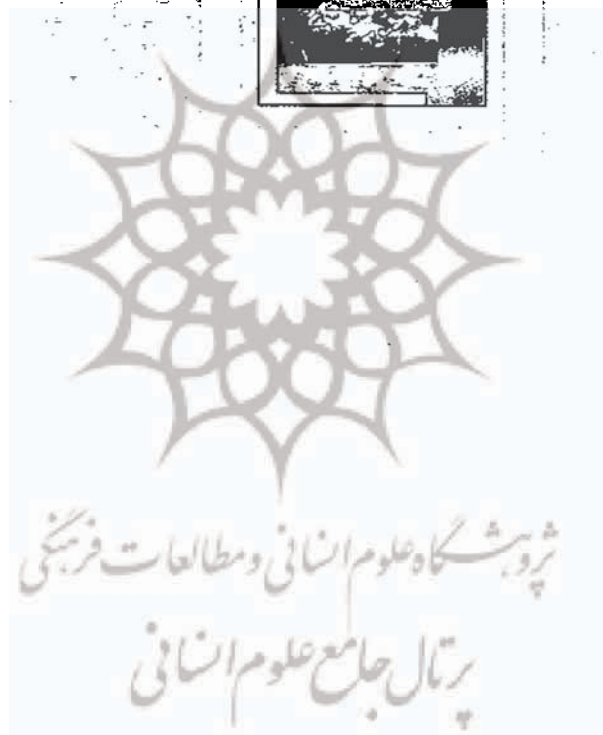 پژوهشگاه علوم انسانی و مطالعات فرهنگی
پرتال جامع علوم انسانی